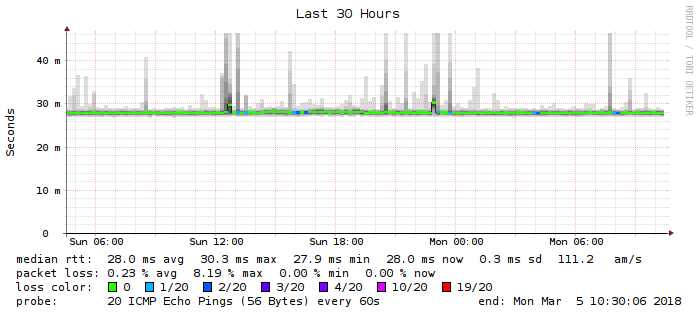 Last 30 Hours
RRDTOOL / TOBI OETIKER
Seconds
40 m
30 m
20 m
10 m
0
Sun 06:00 Sun 12:00 Sun 18:00 Mon 00:00 Mon 06:00
median rtt: 28.0 ms avg 30.3 ms max 27.9 ms min 28.0 ms now 0.3 ms sd 111.2 am/s
packet loss: 0.23 % avg 8.19 % max 0.00 % min 0.00 % now
loss color: 0 1/20 2/20 3/20 4/20 10/20 19/20
probe: 20 ICMP Echo Pings (56 Bytes) every 60s end: Mon Mar 5 10:30:06 2018